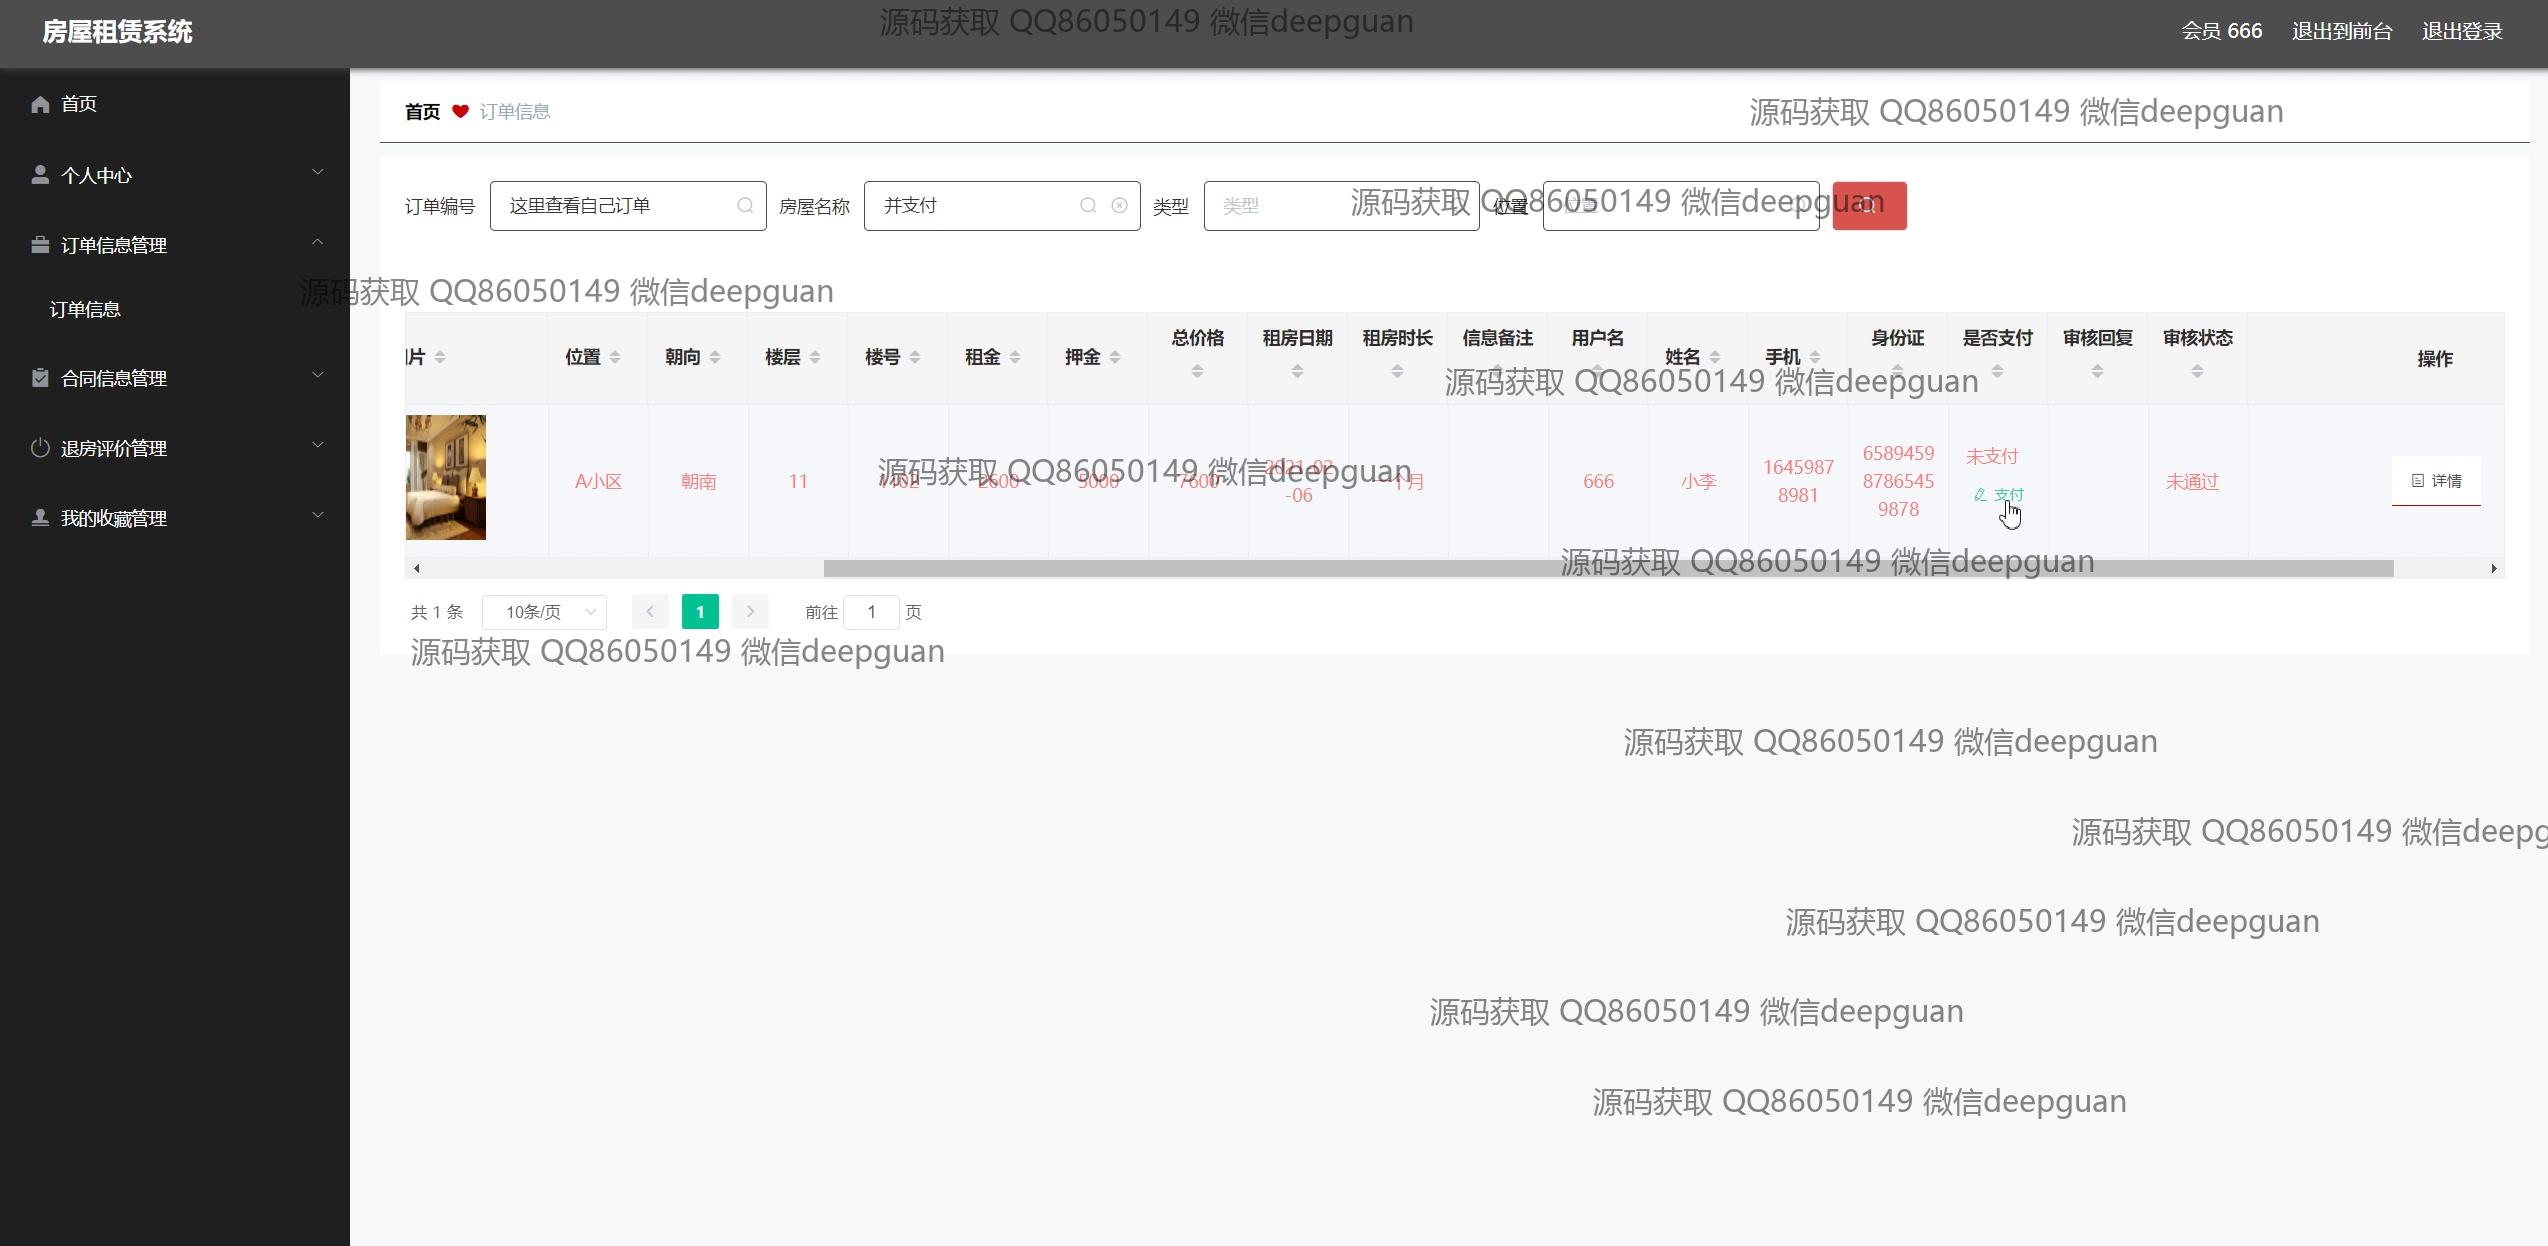 房屋租赁系统
源码获取 QQ86050149 微信deepguan
会员 666 退出到前台 退出登录
首页
个人中心
订单信息管理
订单信息
合同信息管理
退房评价管理
我的收藏管理
首页 订单信息
源码获取 QQ86050149 微信deepguan
订单编号 这里查看自己订单 房屋名称 并支付 类型 类型 位置 位置
源码获取 QQ86050149 微信deepguan
源码获取 QQ86050149 微信deepguan
片 位置 朝向 楼层 楼号 租金 押金 总价格 租房日期 租房时长 信息备注 用户名 姓名 手机 身份证 是否支付 审核回复 审核状态 操作
源码获取 QQ86050149 微信deepguan
A小区 朝南 11 2600 5000 7600 2021-02-06 一个月 666 小李 16459878981 658945987865459878 未支付 支付 未通过 详情
源码获取 QQ86050149 微信deepguan
源码获取 QQ86050149 微信deepguan
共 1 条 10条/页 1 前往 1 页
源码获取 QQ86050149 微信deepguan
源码获取 QQ86050149 微信deepguan
源码获取 QQ86050149 微信deepg
源码获取 QQ86050149 微信deepguan
源码获取 QQ86050149 微信deepguan
源码获取 QQ86050149 微信deepguan